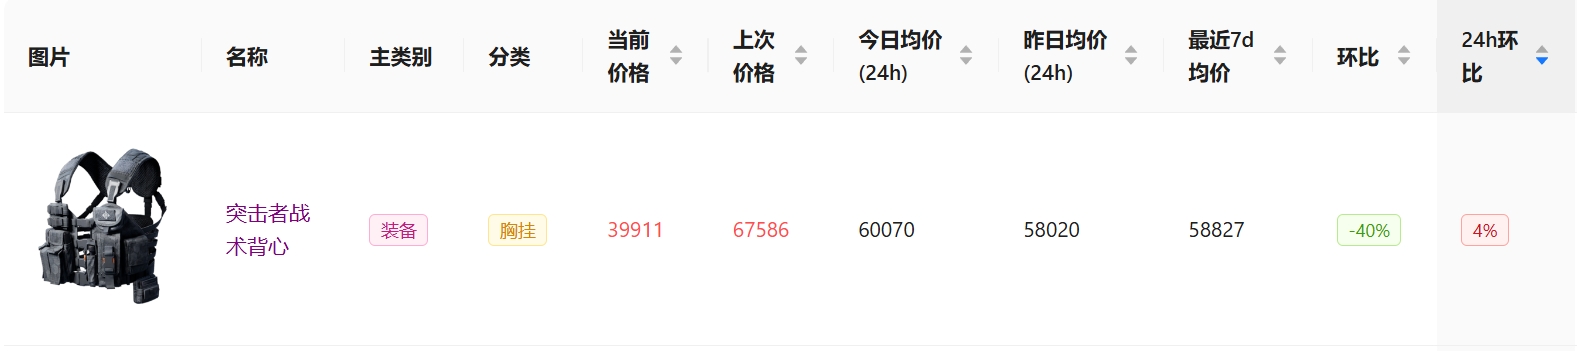 图片
名称
主类别
分类
当前
价格
上次
价格
今日均价
(24h)
昨日均价
(24h)
最近7d
均价
环比
24h环
比
突击者战
术背心
装备
胸挂
39911
67586
60070
58020
58827
-40%
4%